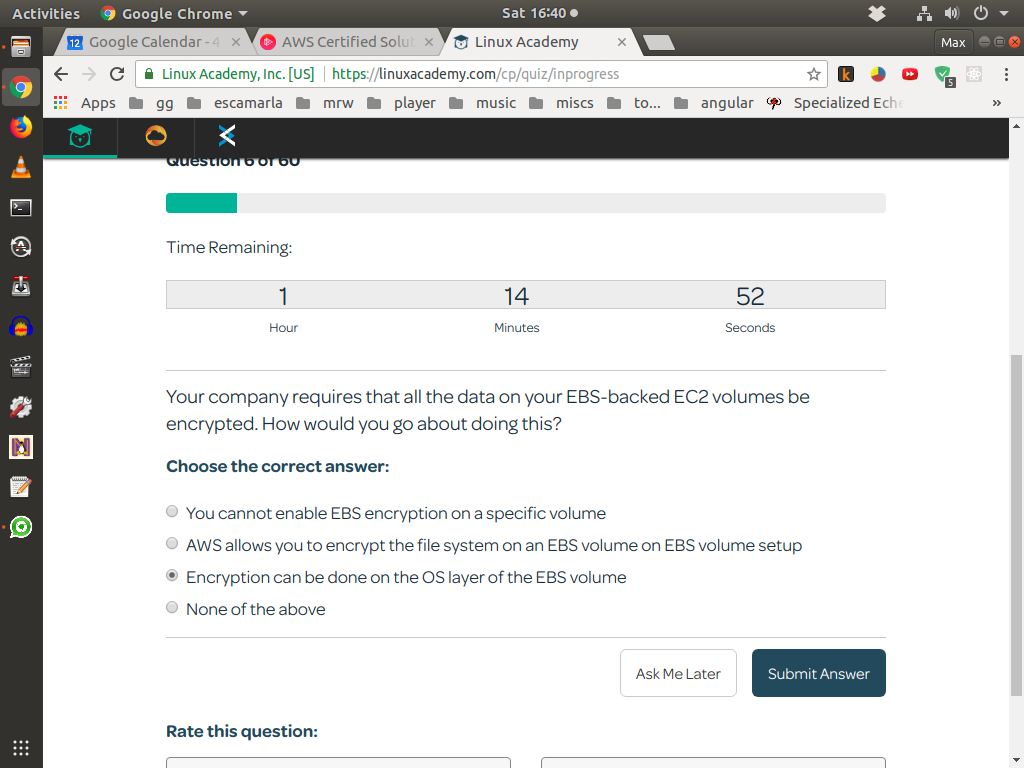 Activities
Google Chrome
Sat 16:40
12 Google Calendar - 4
AWS Certified Solut
Linux Academy
Max
Linux Academy, Inc. [US]
https://linuxacademy.com/cp/quiz/inprogress
k
5
Apps
gg
escamarla
mrw
player
music
miscs
to...
angular
Specialized Eche
»
Question 6 of 60
Time Remaining:
1 14 52
Hour Minutes Seconds
Your company requires that all the data on your EBS-backed EC2 volumes be
encrypted. How would you go about doing this?
Choose the correct answer:
You cannot enable EBS encryption on a specific volume
AWS allows you to encrypt the file system on an EBS volume on EBS volume setup
Encryption can be done on the OS layer of the EBS volume
None of the above
Ask Me Later
Submit Answer
Rate this question: